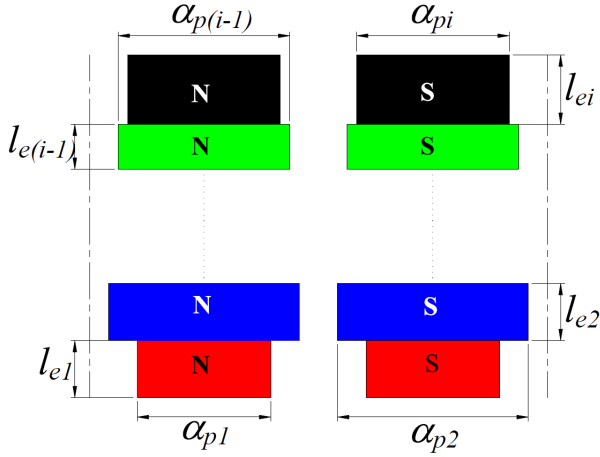 αp(i-1) αpi
N S lei
le(i-1) N S
N S le2
le1 N S
αp1 αp2